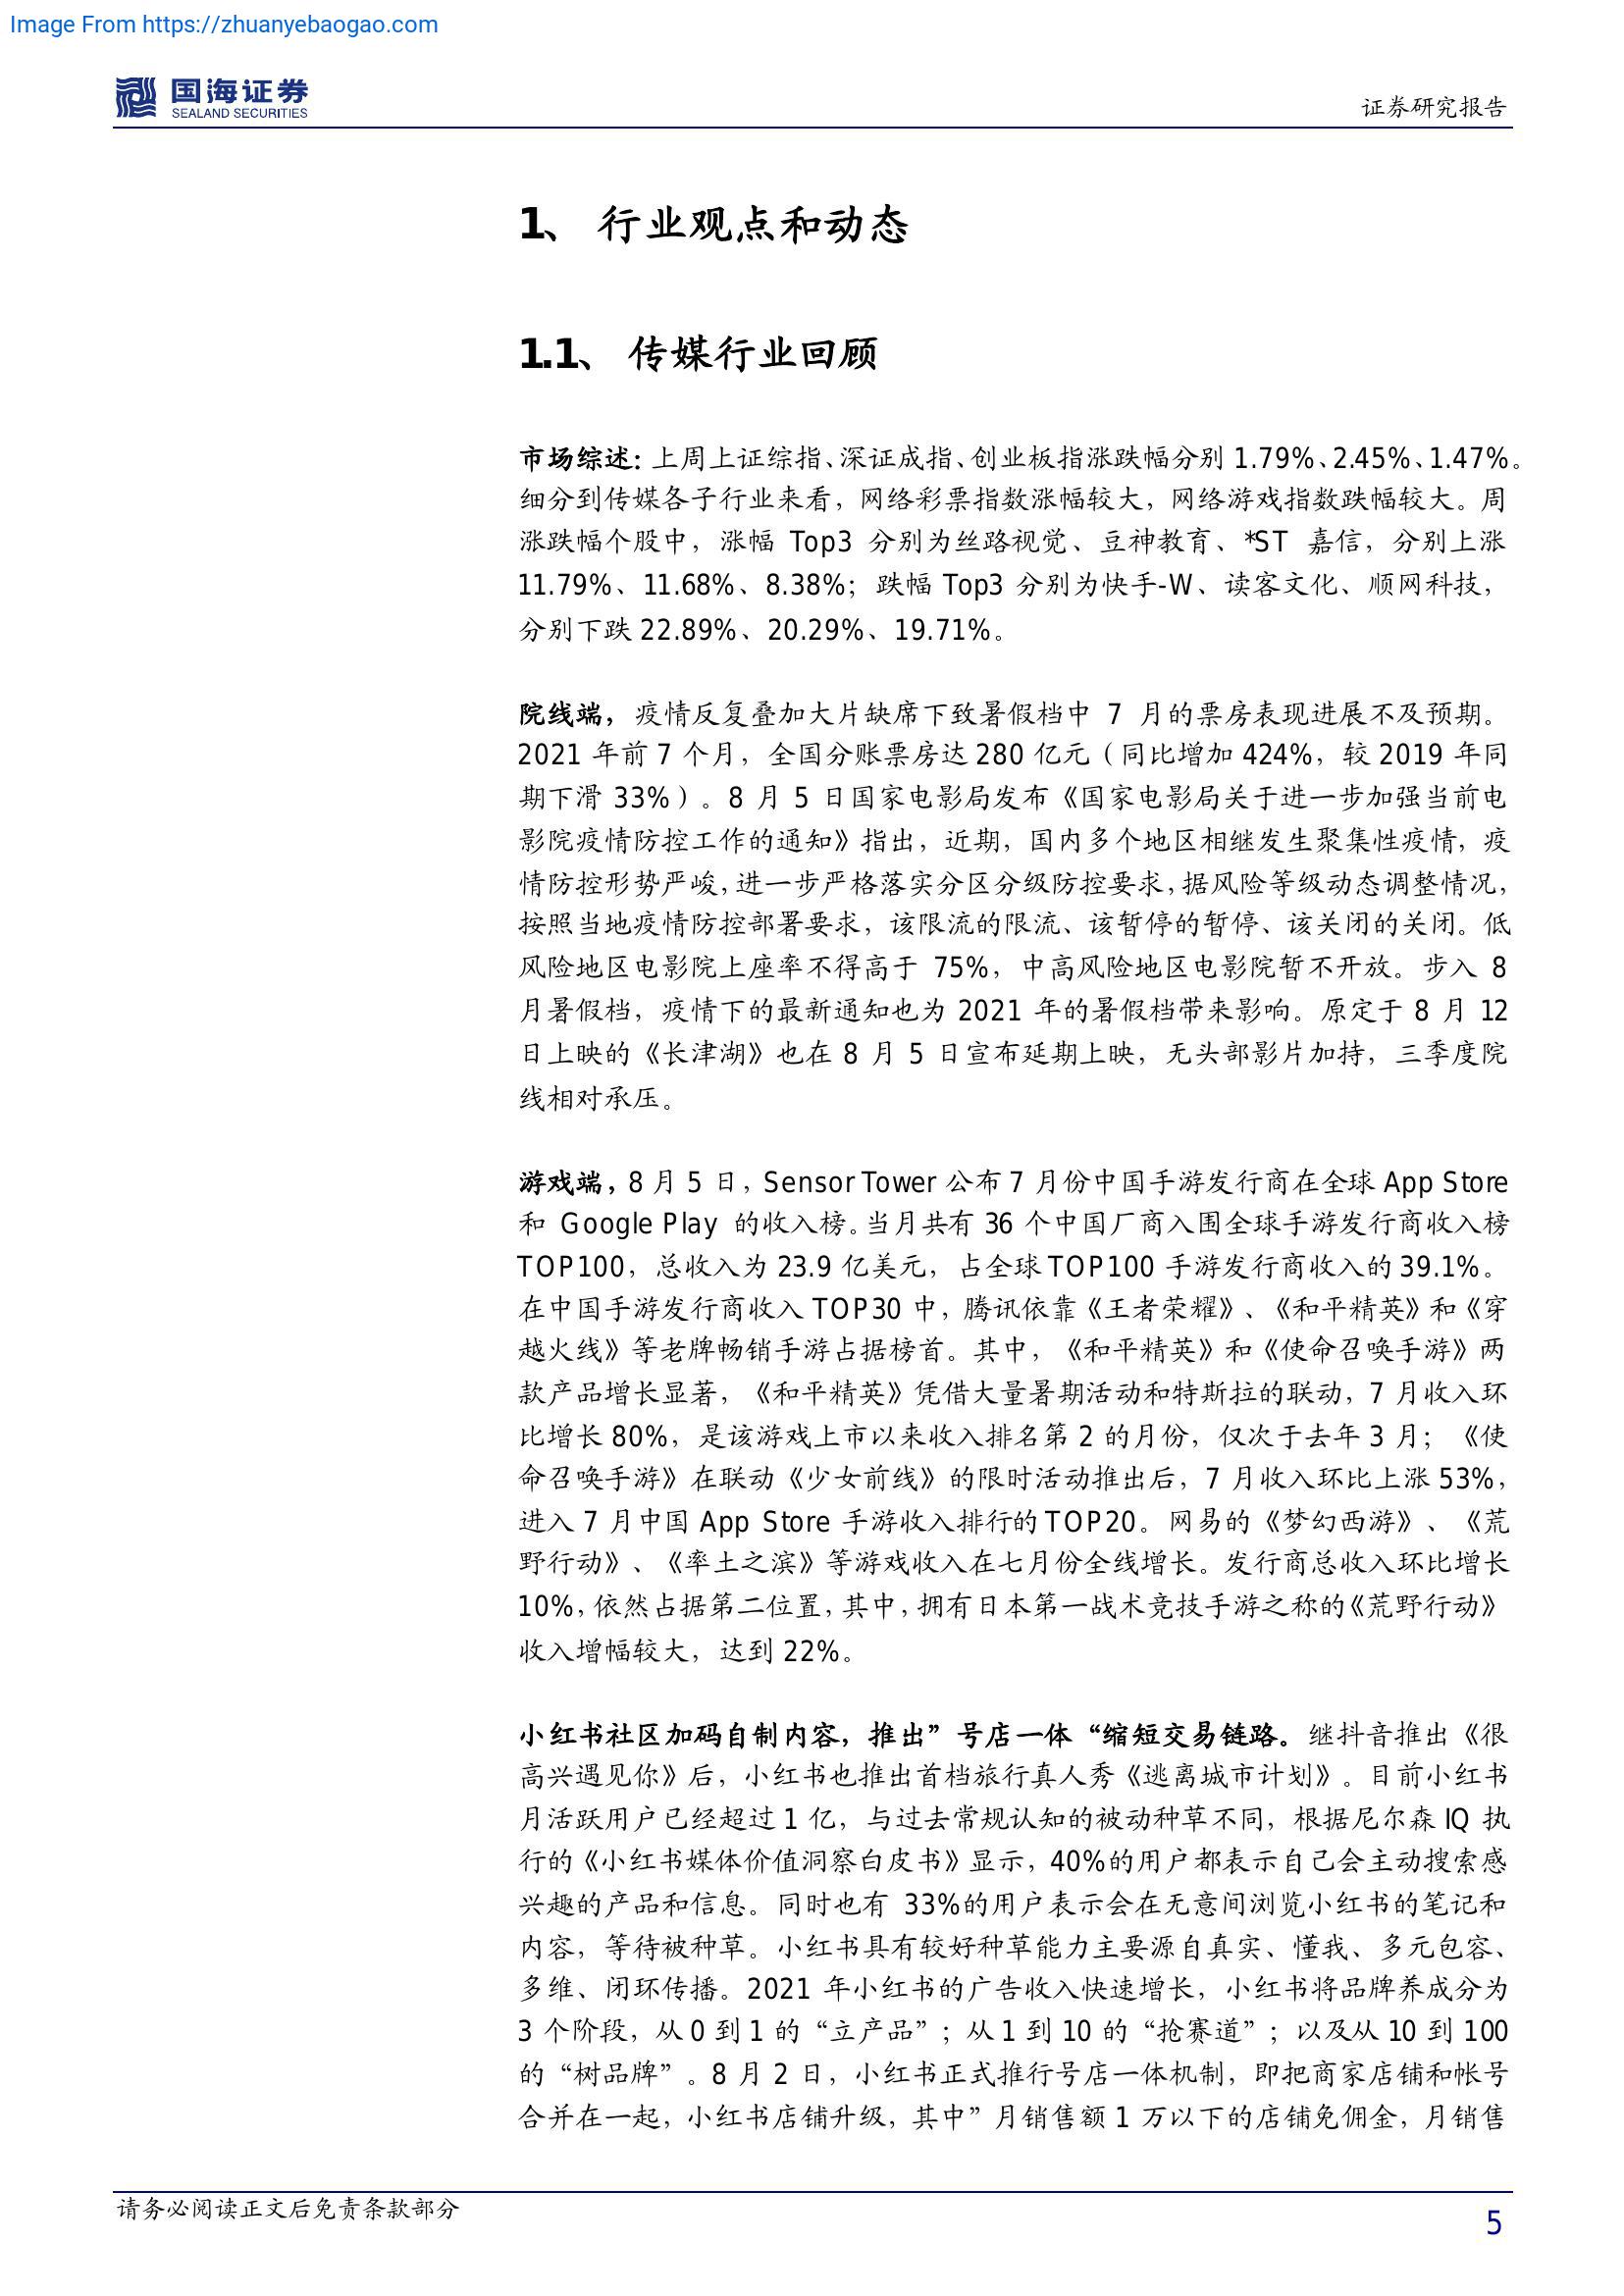 Image From https://zhuanyebaogao.com
国海证券
SEALAND SECURITIES
证券研究报告
1、 行业观点和动态
1.1、 传媒行业回顾
市场综述：上周上证综指、深证成指、创业板指涨跌幅分别 1.79%、2.45%、1.47%。
细分到传媒各子行业来看，网络彩票指数涨幅较大，网络游戏指数跌幅较大。周
涨跌幅个股中，涨幅 Top3 分别为丝路视觉、豆神教育、*ST 嘉信，分别上涨
11.79%、11.68%、8.38%；跌幅 Top3 分别为快手-W、读客文化、顺网科技，
分别下跌 22.89%、20.29%、19.71%。
院线端，疫情反复叠加大片缺席下致暑假档中 7 月的票房表现进展不及预期。
2021 年前 7 个月，全国分账票房达 280 亿元（同比增加 424%，较 2019 年同
期下滑 33%）。8 月 5 日国家电影局发布《国家电影局关于进一步加强当前电
影院疫情防控工作的通知》指出，近期，国内多个地区相继发生聚集性疫情，疫
情防控形势严峻，进一步严格落实分区分级防控要求，据风险等级动态调整情况，
按照当地疫情防控部署要求，该限流的限流、该暂停的暂停、该关闭的关闭。低
风险地区电影院上座率不得高于 75%，中高风险地区电影院暂不开放。步入 8
月暑假档，疫情下的最新通知也为 2021 年的暑假档带来影响。原定于 8 月 12
日上映的《长津湖》也在 8 月 5 日宣布延期上映，无头部影片加持，三季度院
线相对承压。
游戏端，8 月 5 日，Sensor Tower 公布 7 月份中国手游发行商在全球 App Store
和 Google Play 的收入榜。当月共有 36 个中国厂商入围全球手游发行商收入榜
TOP100，总收入为 23.9 亿美元，占全球 TOP100 手游发行商收入的 39.1%。
在中国手游发行商收入 TOP30 中，腾讯依靠《王者荣耀》、《和平精英》和《穿
越火线》等老牌畅销手游占据榜首。其中，《和平精英》和《使命召唤手游》两
款产品增长显著，《和平精英》凭借大量暑期活动和特斯拉的联动，7 月收入环
比增长 80%，是该游戏上市以来收入排名第 2 的月份，仅次于去年 3 月；《使
命召唤手游》在联动《少女前线》的限时活动推出后，7 月收入环比上涨 53%，
进入 7 月中国 App Store 手游收入排行的 TOP20。网易的《梦幻西游》、《荒
野行动》、《率土之滨》等游戏收入在七月份全线增长。发行商总收入环比增长
10%，依然占据第二位置，其中，拥有日本第一战术竞技手游之称的《荒野行动》
收入增幅较大，达到 22%。
小红书社区加码自制内容，推出”号店一体“缩短交易链路。继抖音推出《很
高兴遇见你》后，小红书也推出首档旅行真人秀《逃离城市计划》。目前小红书
月活跃用户已经超过 1 亿，与过去常规认知的被动种草不同，根据尼尔森 IQ 执
行的《小红书媒体价值洞察白皮书》显示，40%的用户都表示自己会主动搜索感
兴趣的产品和信息。同时也有 33%的用户表示会在无意间浏览小红书的笔记和
内容，等待被种草。小红书具有较好种草能力主要源自真实、懂我、多元包容、
多维、闭环传播。2021 年小红书的广告收入快速增长，小红书将品牌养成分为
3 个阶段，从 0 到 1 的“立产品”；从 1 到 10 的“抢赛道”；以及从 10 到 100
的“树品牌”。8 月 2 日，小红书正式推行号店一体机制，即把商家店铺和帐号
合并在一起，小红书店铺升级，其中”月销售额 1 万以下的店铺免佣金，月销售
请务必阅读正文后免责条款部分
5